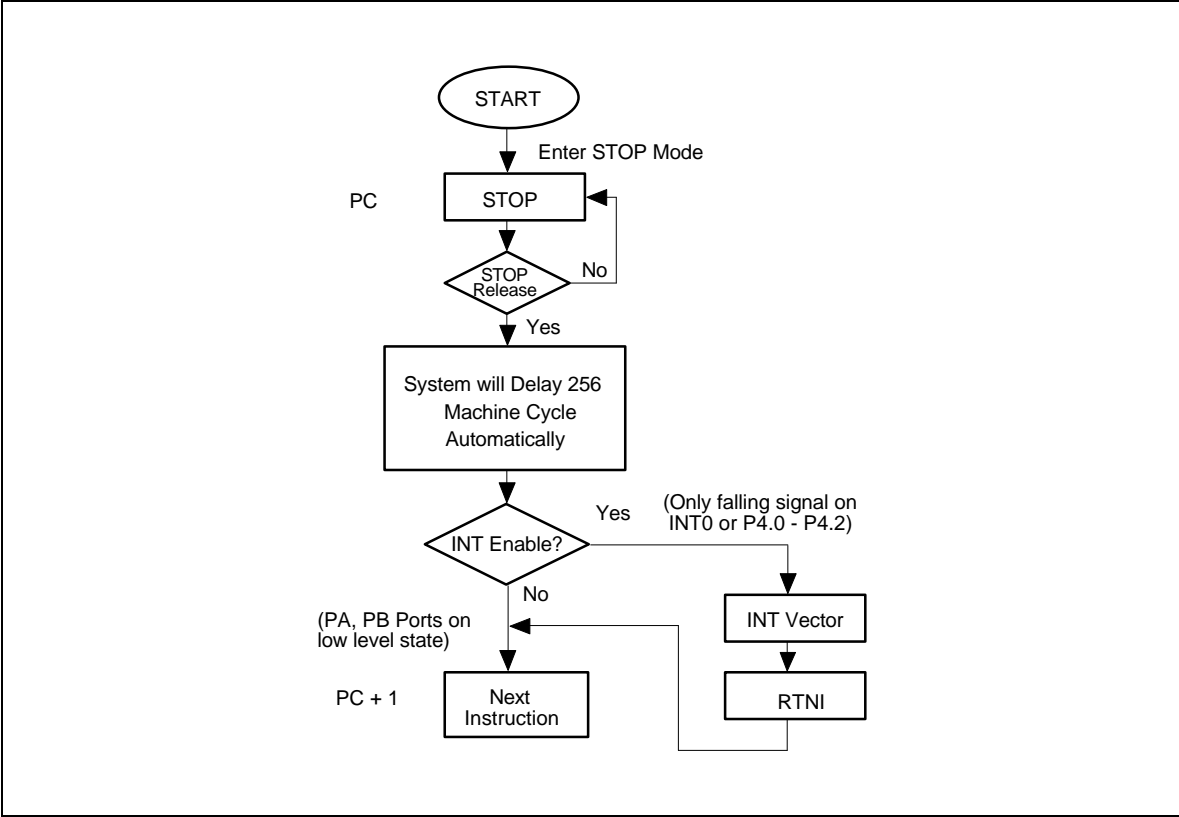 START
Enter STOP Mode
PC
STOP
STOP
Release
No
Yes
System will Delay 256
Machine Cycle
Automatically
INT Enable?
Yes
(Only falling signal on
INT0 or P4.0 - P4.2)
No
(PA, PB Ports on
low level state)
INT Vector
RTNI
PC + 1
Next
Instruction